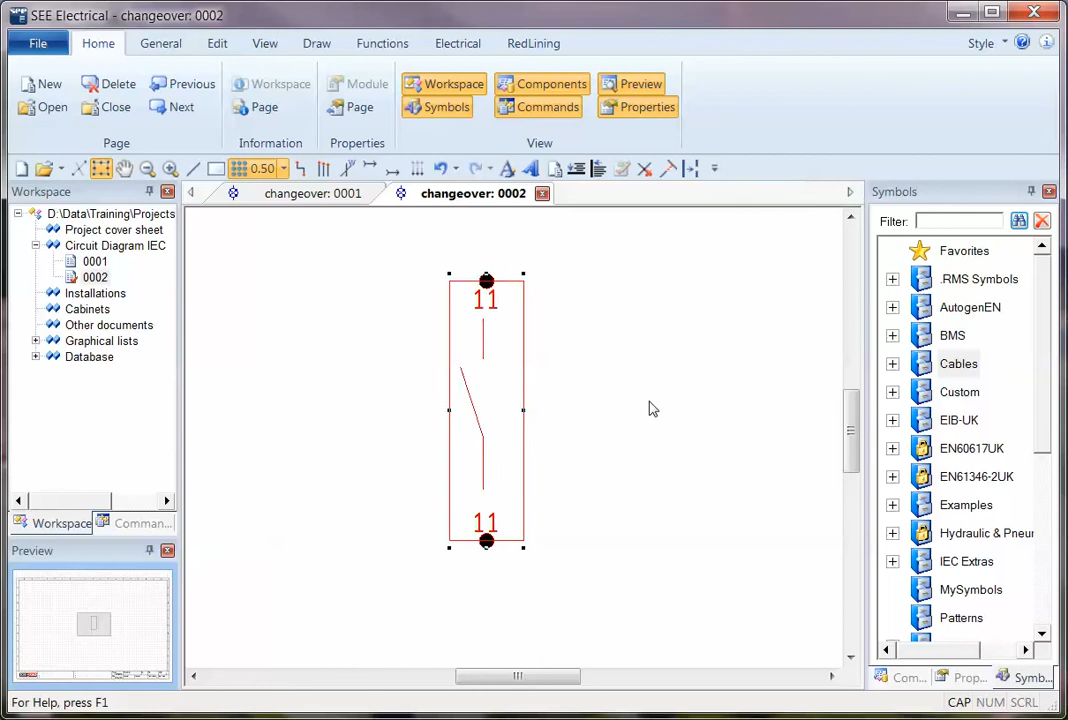 SEE Electrical - changeover: 0002
File Home General Edit View Draw Functions Electrical RedLining Style
New Delete Previous Workspace Module Workspace Components Preview
Open Close Next Page Page Symbols Commands Properties
Page Information Properties View
0.50
Workspace
changeover: 0001
changeover: 0002
Symbols
D:\Data\Training\Projects
Project cover sheet
Circuit Diagram IEC
0001
0002
Installations
Cabinets
Other documents
Graphical lists
Database
Workspace Comman...
Preview
11
11
Filter:
Favorites
.RMS Symbols
AutogenEN
BMS
Cables
Custom
EIB-UK
EN60617UK
EN61346-2UK
Examples
Hydraulic & Pneur
IEC Extras
MySymbols
Patterns
Com... Prop... Symb...
For Help, press F1
CAP NUM SCRL